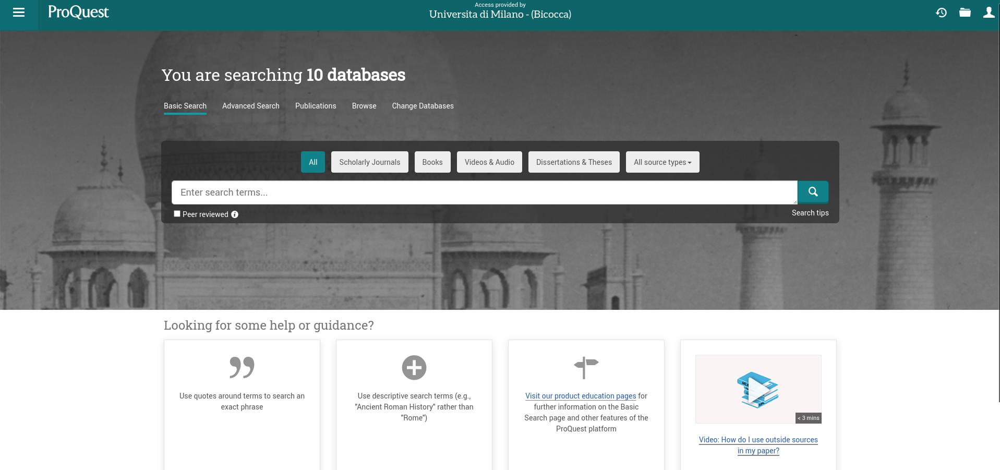 ProQuest
Access provided by
Universita di Milano - (Bicocca)
You are searching 10 databases
Basic Search
Advanced Search
Publications
Browse
Change Databases
All
Scholarly Journals
Books
Videos & Audio
Dissertations & Theses
All source types
Enter search terms...
Peer reviewed
Search tips
Looking for some help or guidance?
Use quotes around terms to search an
exact phrase
Use descriptive search terms (e.g.,
"Ancient Roman History" rather than
"Rome")
Visit our product education pages for
further information on the Basic
Search page and other features of the
ProQuest platform
MLA
APA
< 3 mins
Video: How do I use outside sources
in my paper?